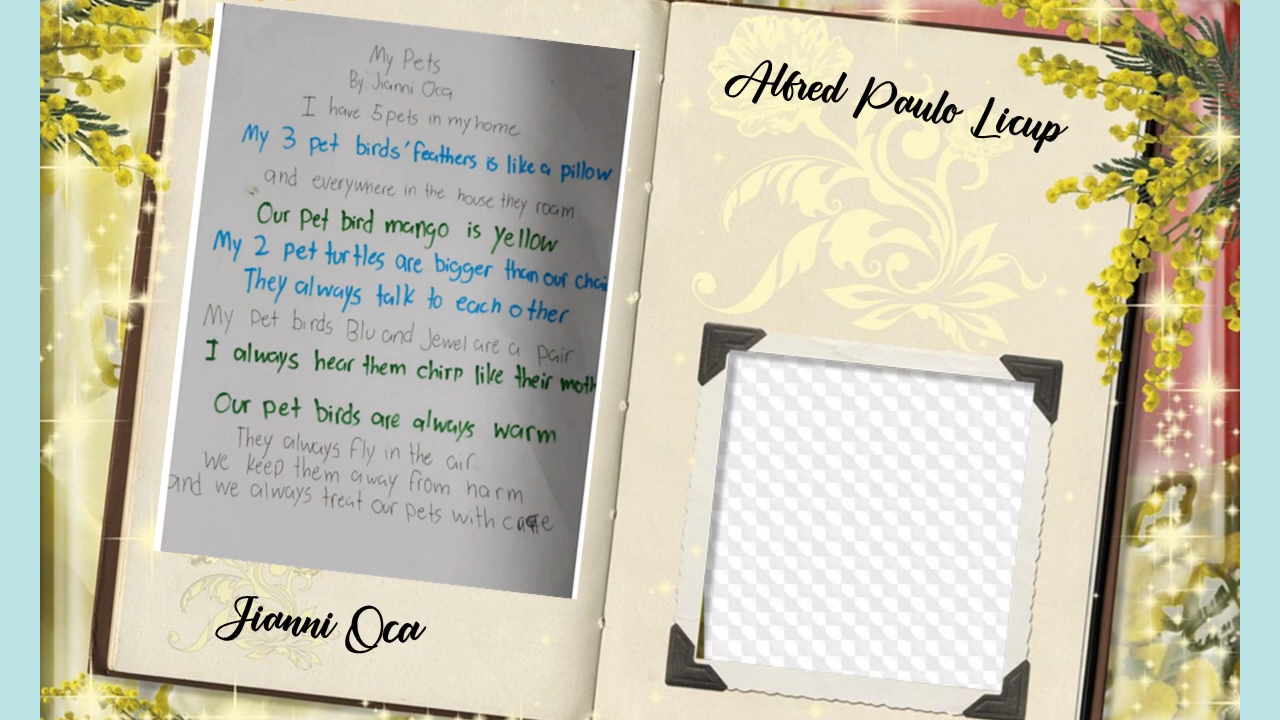 My Pets
By Jianni Oca
I have 5 pets in my home
My 3 pet birds' feathers is like a pillow
and everywhere in the house they roam
Our pet bird mango is yellow
My 2 pet turtles are bigger than our chai
They always talk to each other
My pet birds Blu and Jewel are a pair
I always hear them chirp like their moth
Our pet birds are always warm
They always fly in the air
We keep them away from harm
and we always treat our pets with care
Jianni Oca
Alfred Paulo Licup